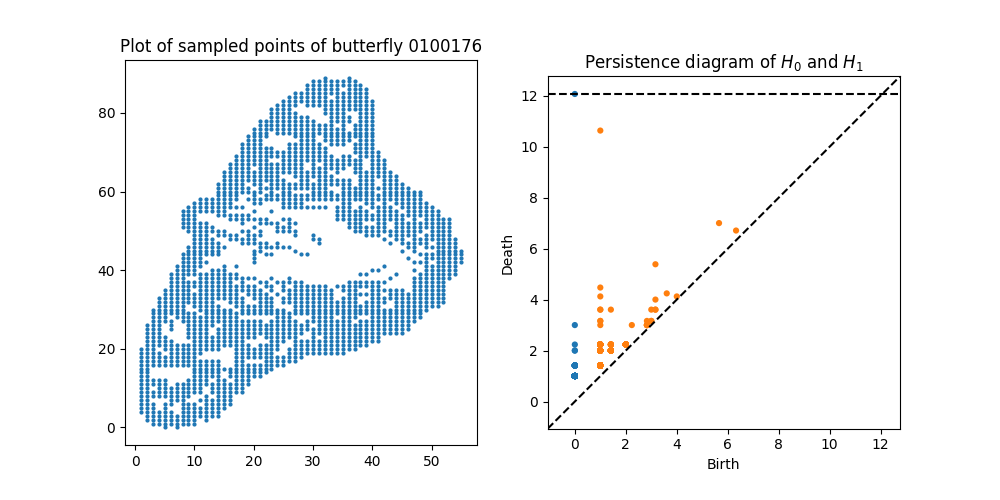 Plot of sampled points of butterfly 0100176
80
60
40
20
0
0 10 20 30 40 50
Persistence diagram of $H_0$ and $H_1$
12
10
8
6
4
2
0
Death
0 2 4 6 8 10 12
Birth